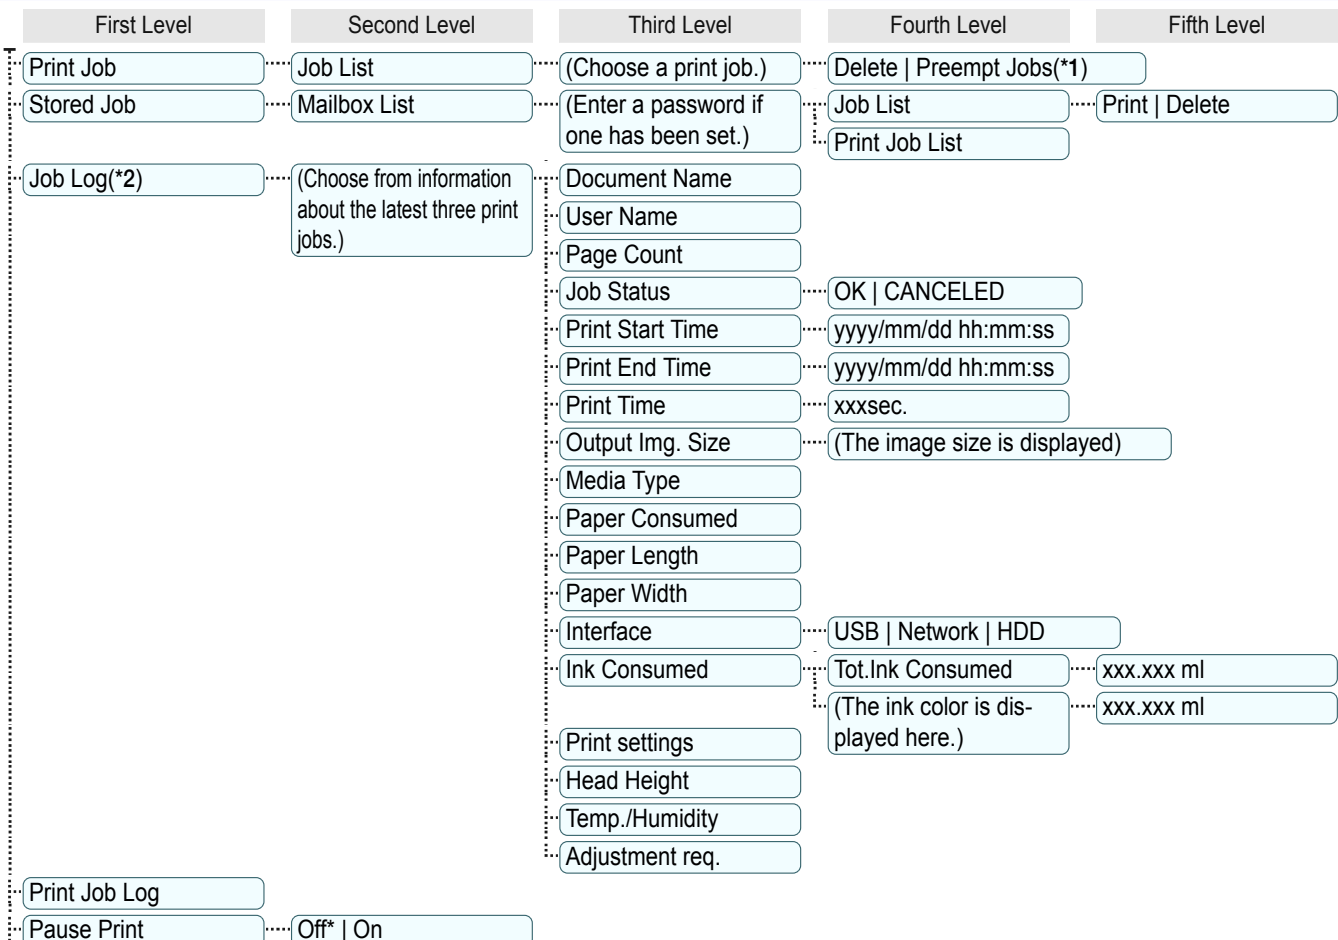 First Level Second Level Third Level Fourth Level Fifth Level
Print Job Job List (Choose a print job.) Delete | Preempt Jobs(*1)
Stored Job Mailbox List (Enter a password if
one has been set.)
Job List Print | Delete
Print Job List
Job Log(*2) (Choose from information
about the latest three print
jobs.)
Document Name
User Name
Page Count
Job Status OK | CANCELED
Print Start Time yyyy/mm/dd hh:mm:ss
Print End Time yyyy/mm/dd hh:mm:ss
Print Time xxxsec.
Output Img. Size (The image size is displayed)
Media Type
Paper Consumed
Paper Length
Paper Width
Interface USB | Network | HDD
Ink Consumed Tot.Ink Consumed xxx.xxx ml
(The ink color is dis-
played here.)
xxx.xxx ml
Print settings
Head Height
Temp./Humidity
Adjustment req.
Print Job Log
Pause Print Off* | On